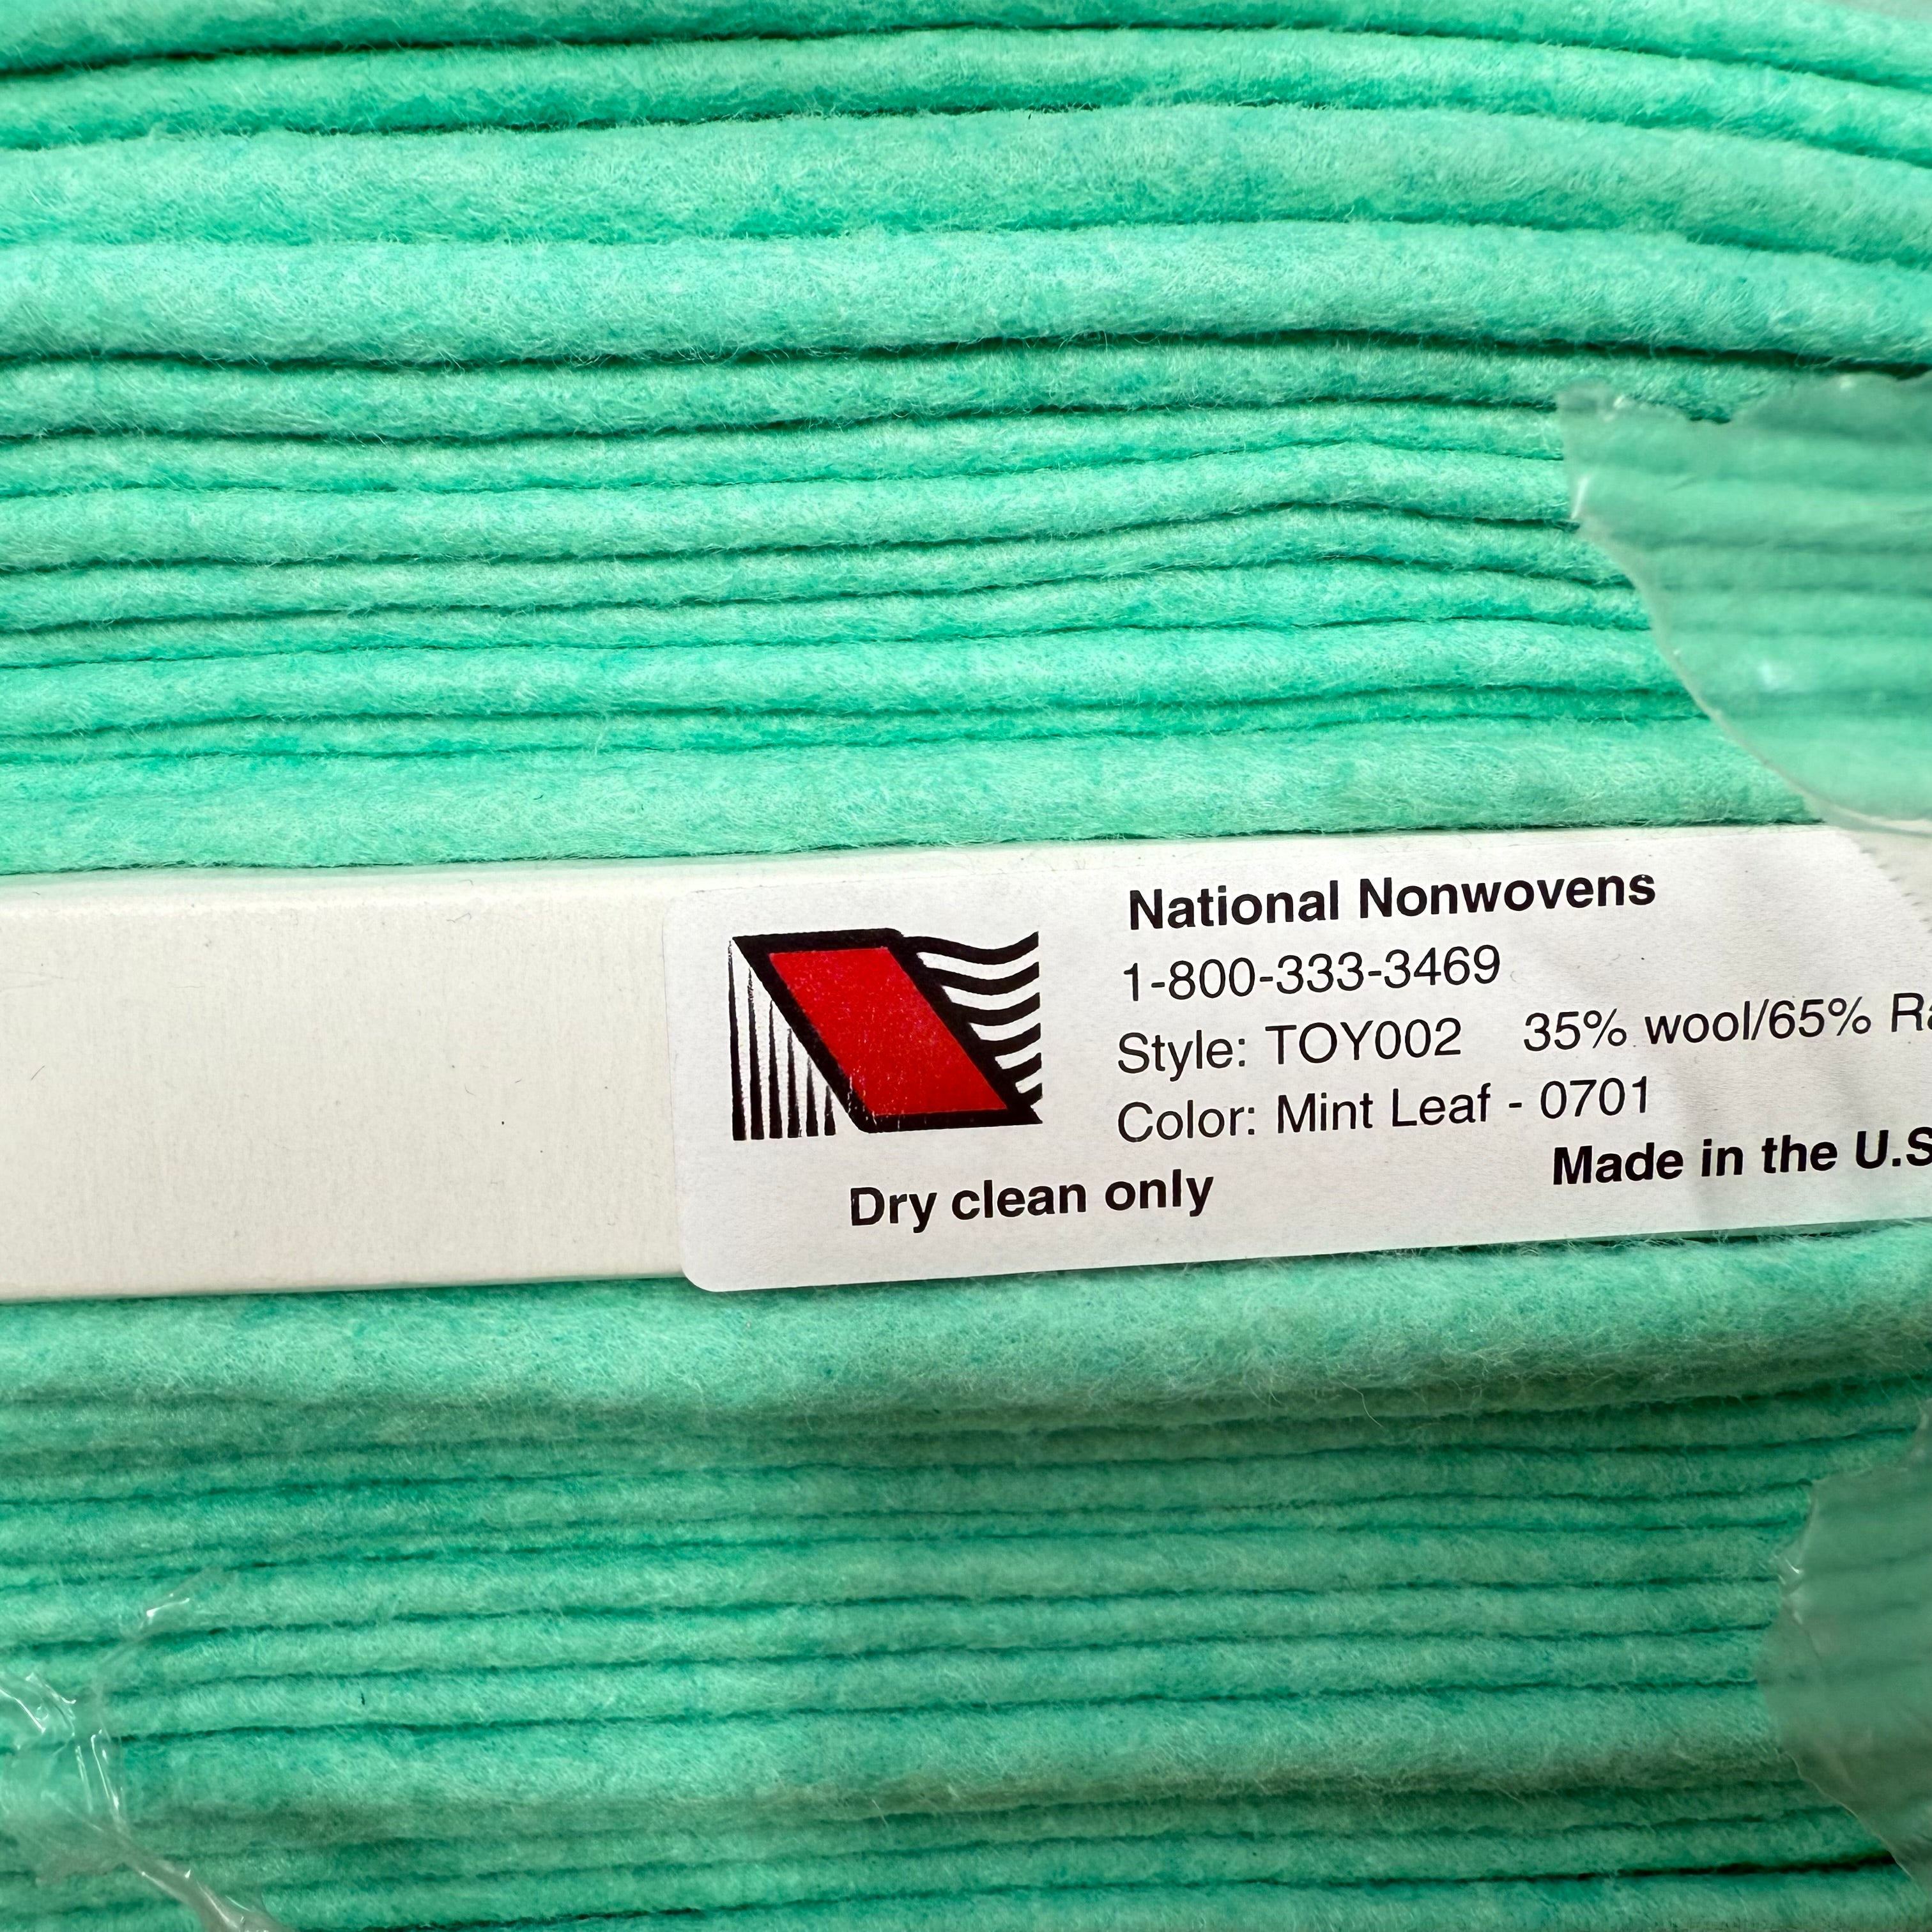 National Nonwovens
1-800-333-3469
Style: TOY002 35% wool/65% Ra
Color: Mint Leaf - 0701
Made in the U.S
Dry clean only